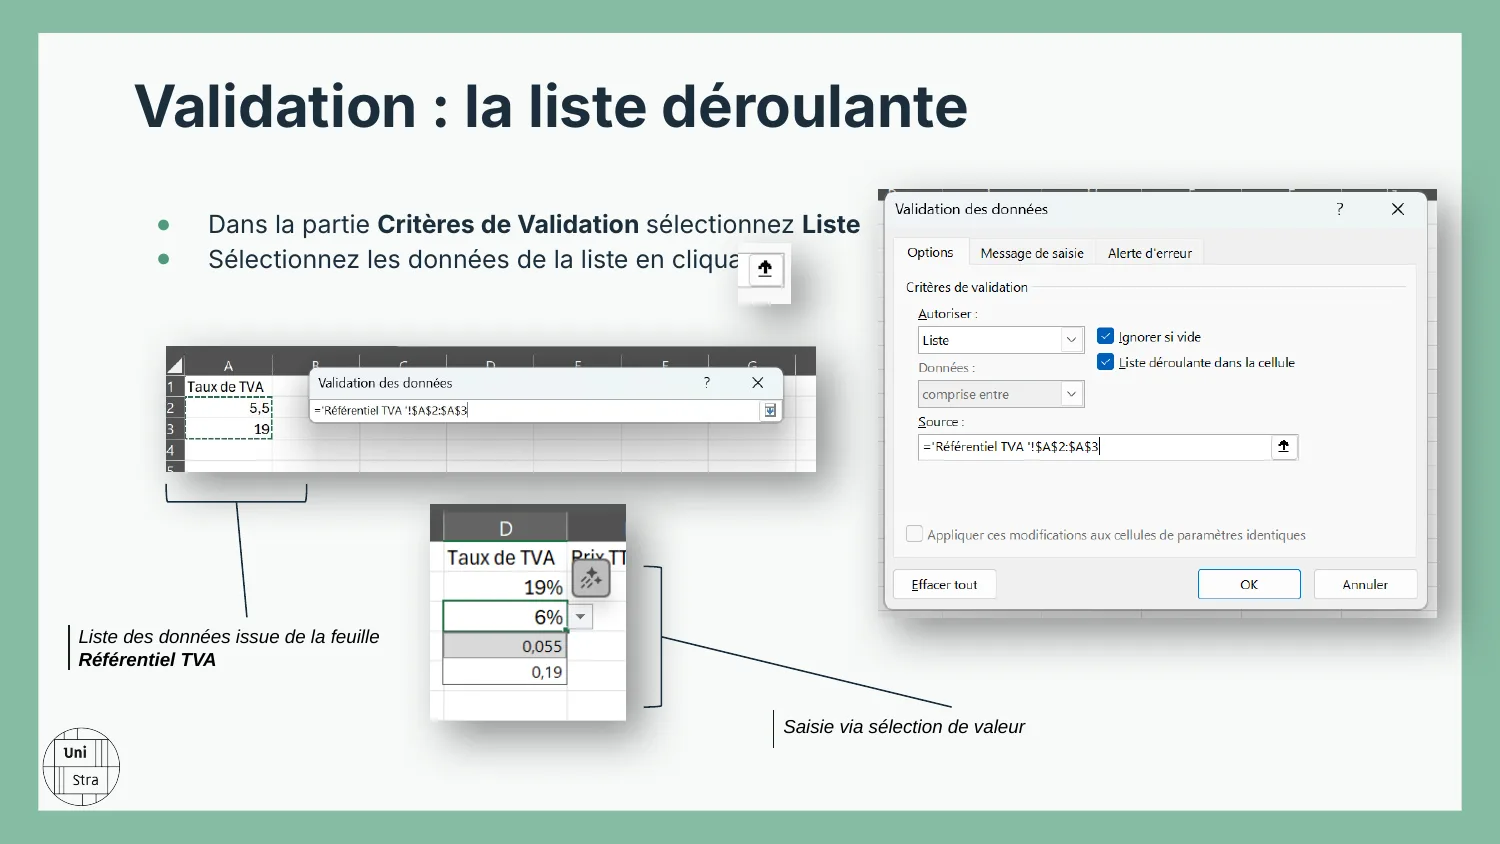 Validation : la liste déroulante
Dans la partie Critères de Validation sélectionnez Liste
Sélectionnez les données de la liste en cliqua
A
1 Taux de TVA
2 5,5
3 19
4
Validation des données ?
='Référentiel TVA '!$A$2:$A$3
Liste des données issue de la feuille
Référentiel TVA
D
Taux de TVA Prix TT
19%
6%
0,055
0,19
Saisie via sélection de valeur
Validation des données ?
Options Message de saisie Alerte d'erreur
Critères de validation
Autoriser :
Liste
Ignorer si vide
Données :
Liste déroulante dans la cellule
comprise entre
Source :
='Référentiel TVA '!$A$2:$A$3
Appliquer ces modifications aux cellules de paramètres identiques
Effacer tout OK Annuler
Uni
Stra